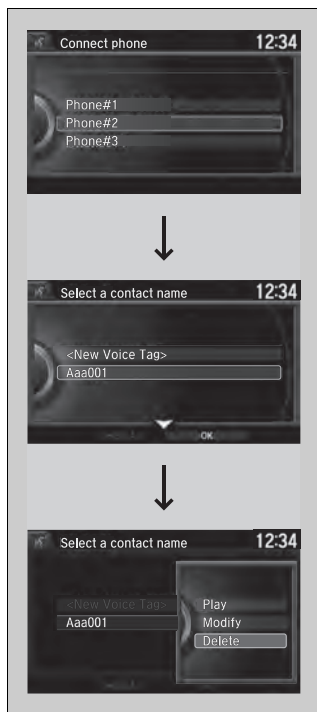 Connect phone 12:34
Phone#1
Phone#2
Phone#3
Select a contact name 12:34
<New Voice Tag>
Aaa001
OK
Select a contact name 12:34
<New Voice Tag>
Aaa001
Play
Modify
Delete